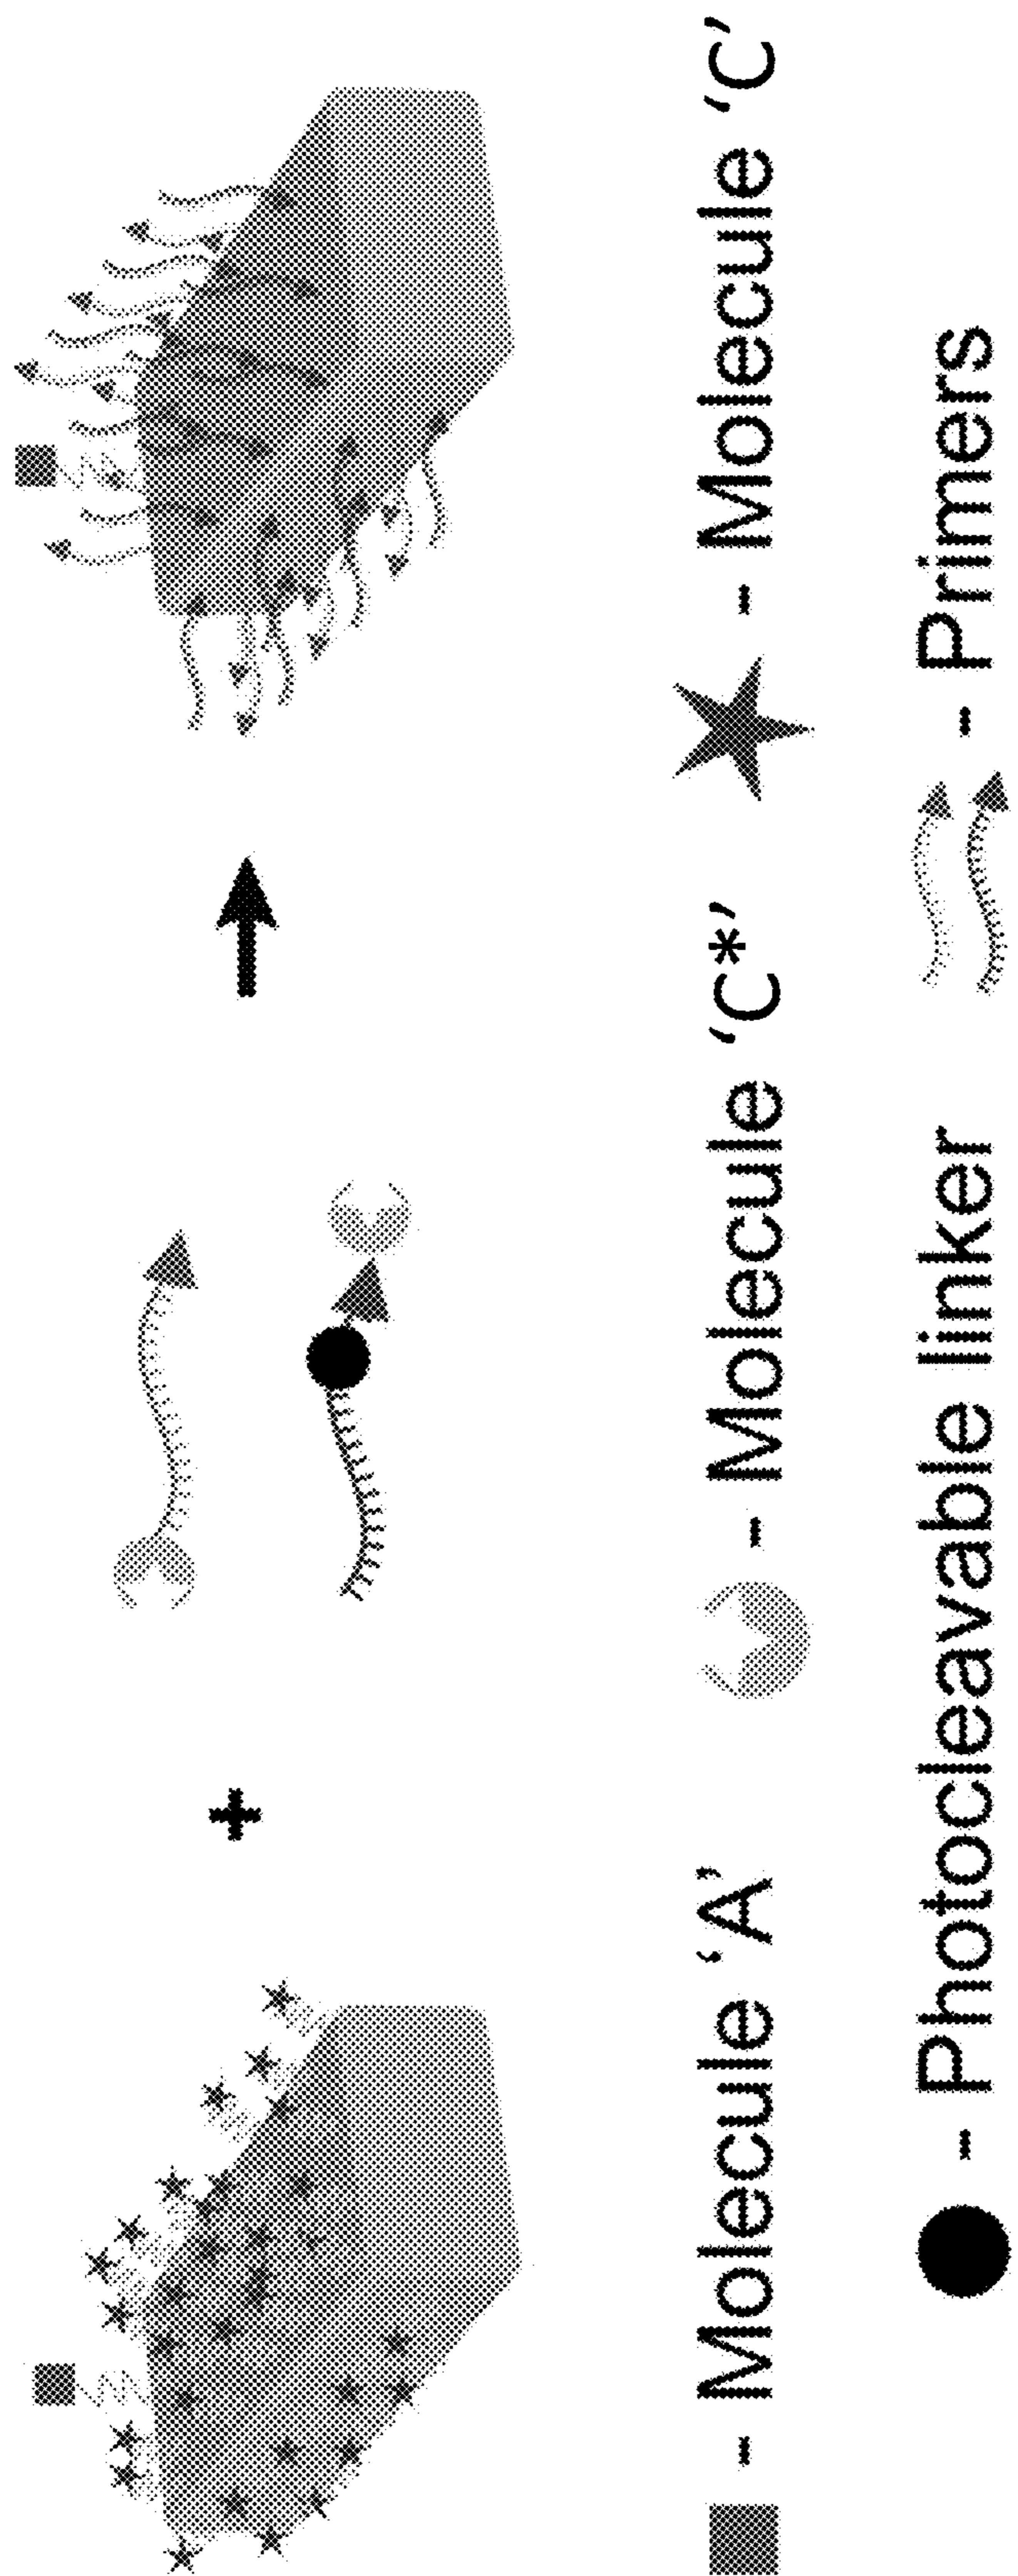 +
- Molecule ‘A’ - Molecule ‘C*’ - Molecule ‘C’
- Photocleavable linker - Primers